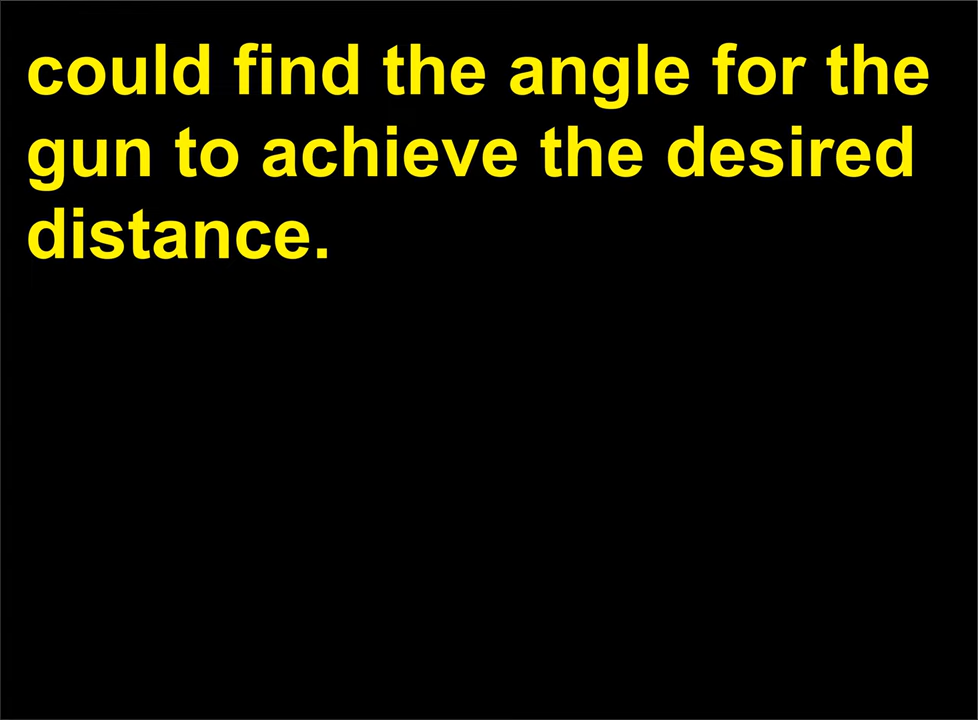 could find the angle for the
gun to achieve the desired
distance.